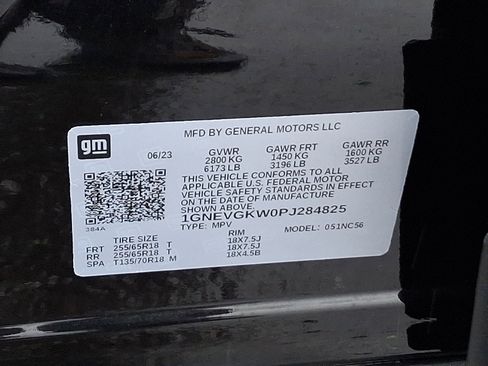 gm
MFD BY GENERAL MOTORS LLC
06/23 GVWR GAWR FRT GAWR RR
2800 KG 1450 KG 1600 KG
6173 LB 3196 LB 3527 LB
THIS VEHICLE CONFORMS TO ALL
APPLICABLE U.S. FEDERAL MOTOR
VEHICLE SAFETY STANDARDS IN EFFECT
ON THE DATE OF MANUFACTURE
SHOWN ABOVE.
384A 1GNEVGKW0PJ284825
TYPE: MPV MODEL: 051NC56
TIRE SIZE RIM
FRT 255/65R18 T 18X7.5J
RR 255/65R18 T 18X7.5J
SPA T135/70R18 M 18X4.5B